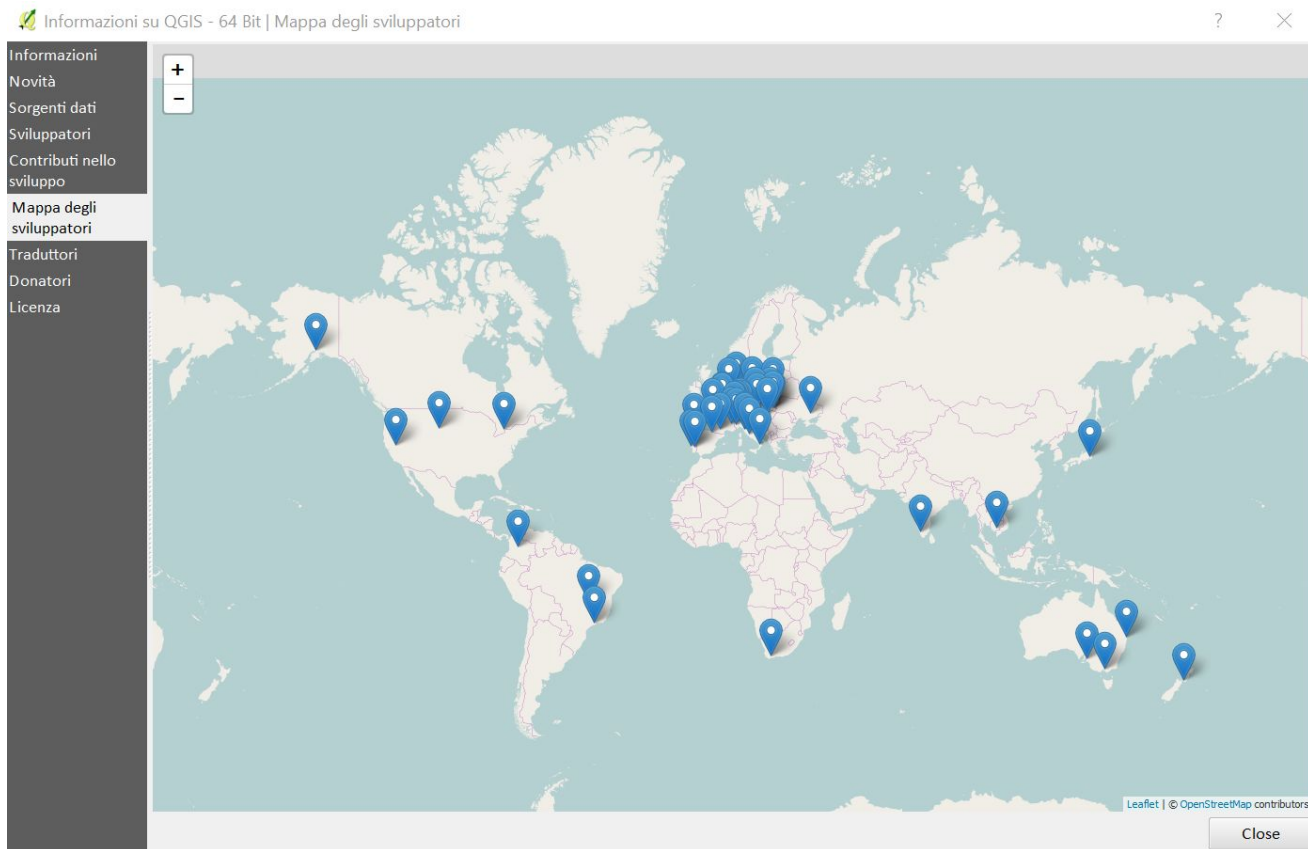 Informazioni su QGIS - 64 Bit | Mappa degli sviluppatori
?
Informazioni
Novità
Sorgenti dati
Sviluppatori
Contributi nello
sviluppo
Mappa degli
sviluppatori
Traduttori
Donatori
Licenza
+
−
Leaflet | © OpenStreetMap contributors
Close